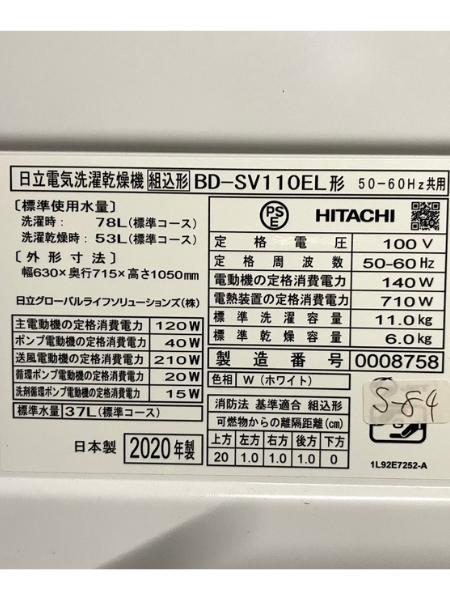 日立電気洗濯乾燥機 組込形 BD-SV110EL形 50-60Hz共用
[標準使用水量]
洗濯時: 78L(標準コース)
洗濯乾燥時: 53L(標準コース)
[外形寸法]
幅630×奥行715×高さ1050mm
日立グローバルライフソリューションズ(株)
主電動機の定格消費電力 120W
ポンプ電動機の定格消費電力 40W
送風電動機の定格消費電力 210W
循環ポンプ電動機の定格消費電力 20W
洗剤循環ポンプ電動機の定格消費電力 15W
標準水量 37L(標準コース)
日本製 2020年製
PSE HITACHI
定格電圧 100V
定格周波数 50-60Hz
電動機の定格消費電力 140W
電熱装置の定格消費電力 710W
標準洗濯容量 11.0kg
標準乾燥容量 6.0kg
製造番号 0008758
色相 W(ホワイト)
消防法 基準適合 組込形
可燃物からの離隔距離(cm)
上方 左方 右方 後方 下方
20 1.0 1.0 1.0 0
S-84
1L92E7252-A